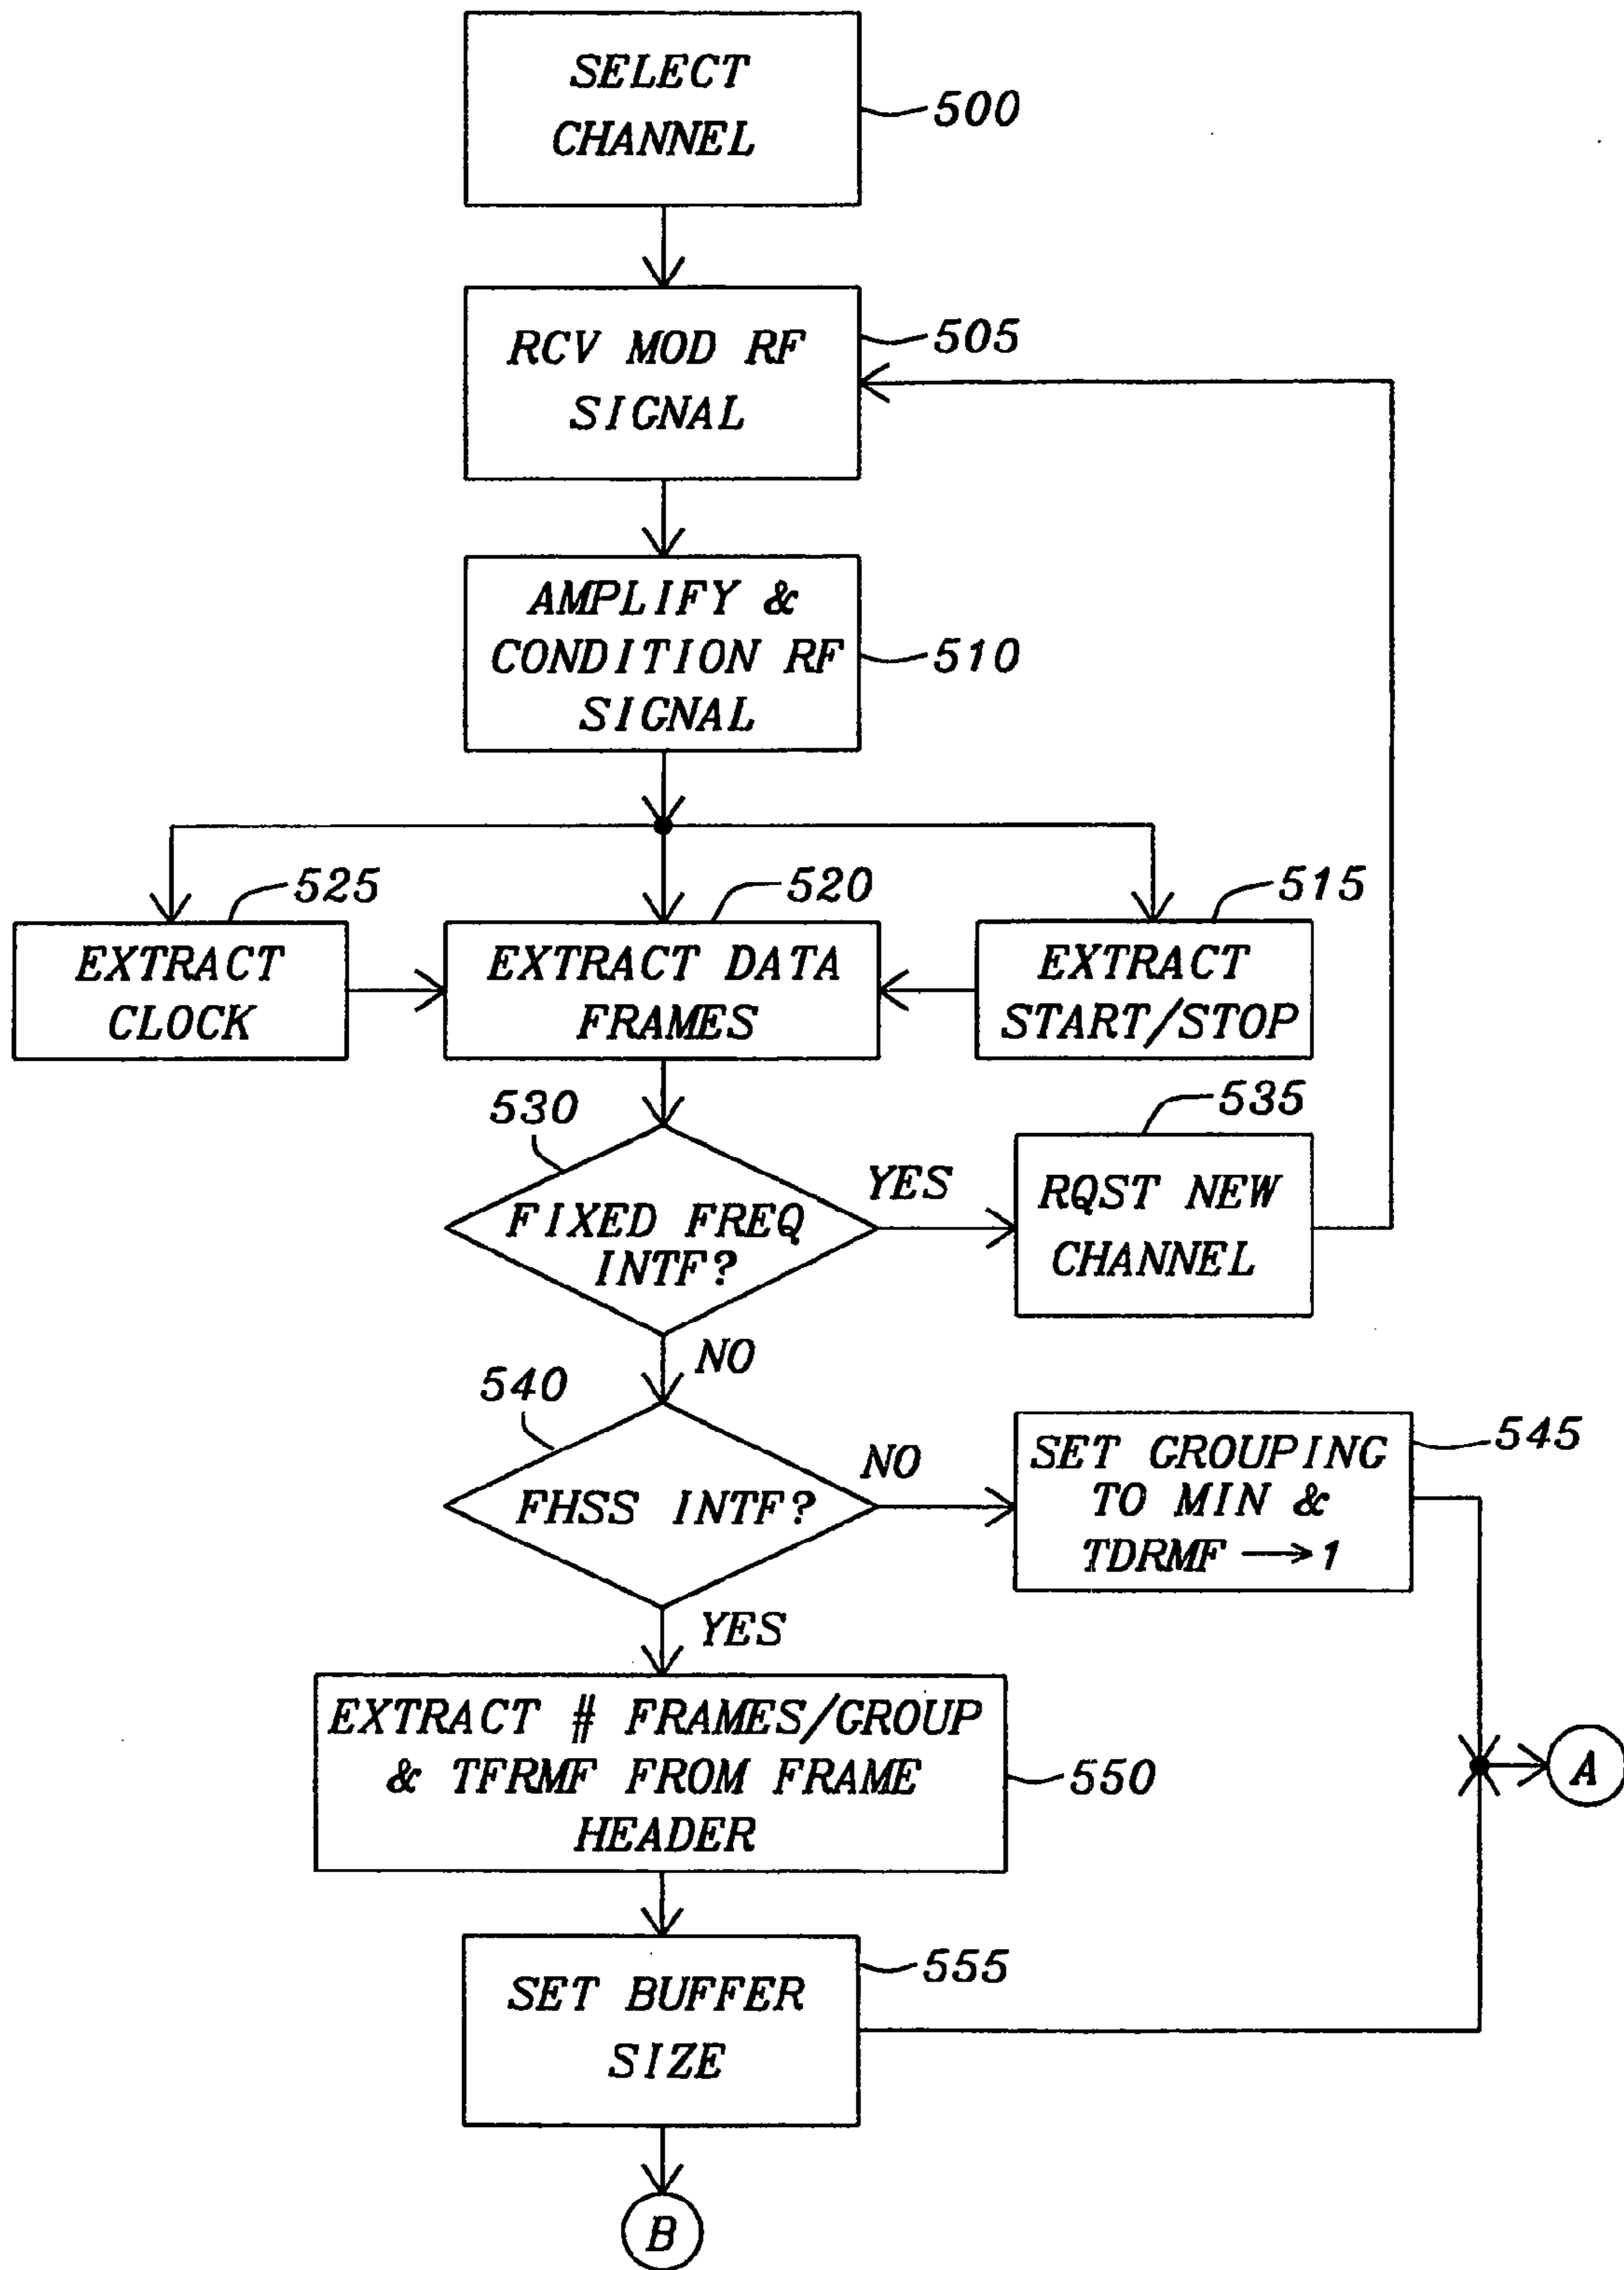 SELECT
CHANNEL
500
RCV MOD RF
SIGNAL
505
AMPLIFY &
CONDITION RF
SIGNAL
510
525
520
515
EXTRACT
CLOCK
EXTRACT DATA
FRAMES
EXTRACT
START/STOP
530
FIXED FREQ
INTF?
YES
535
RQST NEW
CHANNEL
NO
540
FHSS INTF?
NO
545
SET GROUPING
TO MIN &
TDRMF → 1
YES
EXTRACT # FRAMES/GROUP
& TFRMF FROM FRAME
HEADER
550
A
SET BUFFER
SIZE
555
B